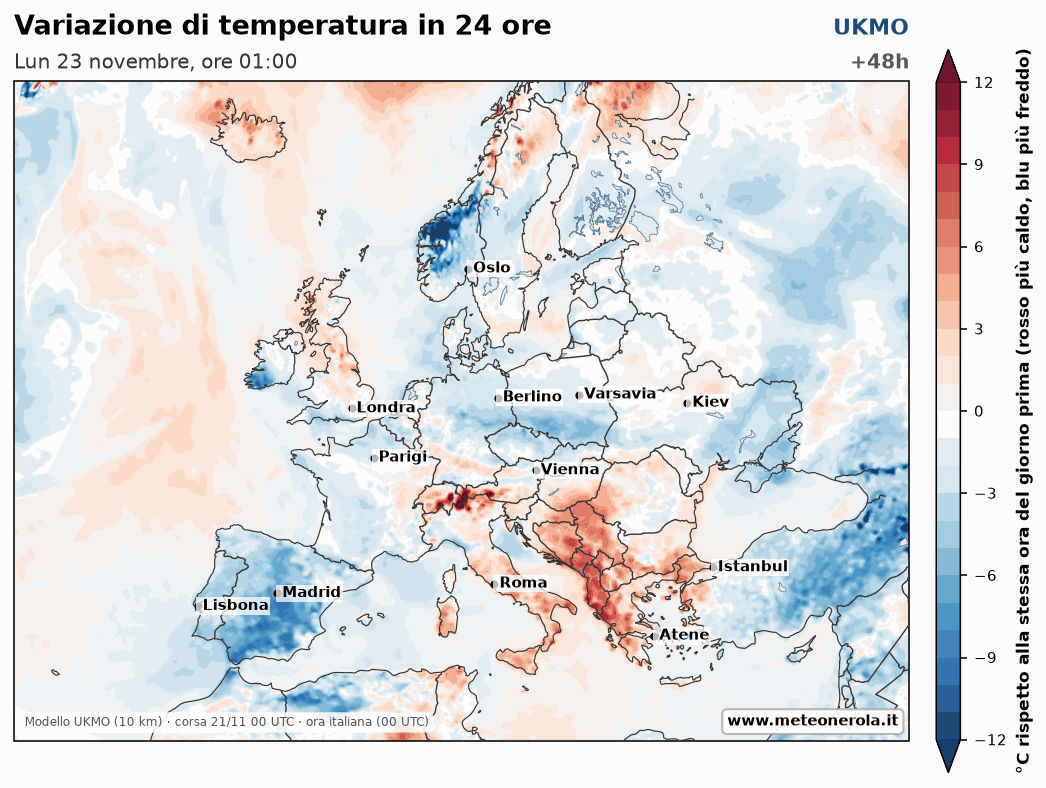 Variazione di temperatura in 24 ore
UKMO
Lun 23 novembre, ore 01:00
+48h
Oslo
Londra
Berlino
Varsavia
Kiev
Parigi
Vienna
Istanbul
Roma
Madrid
Lisbona
Atene
Modello UKMO (10 km) · corsa 21/11 00 UTC · ora italiana (00 UTC)
www.meteonerola.it
12
9
6
3
0
−3
−6
−9
−12
°C rispetto alla stessa ora del giorno prima (rosso più caldo, blu più freddo)